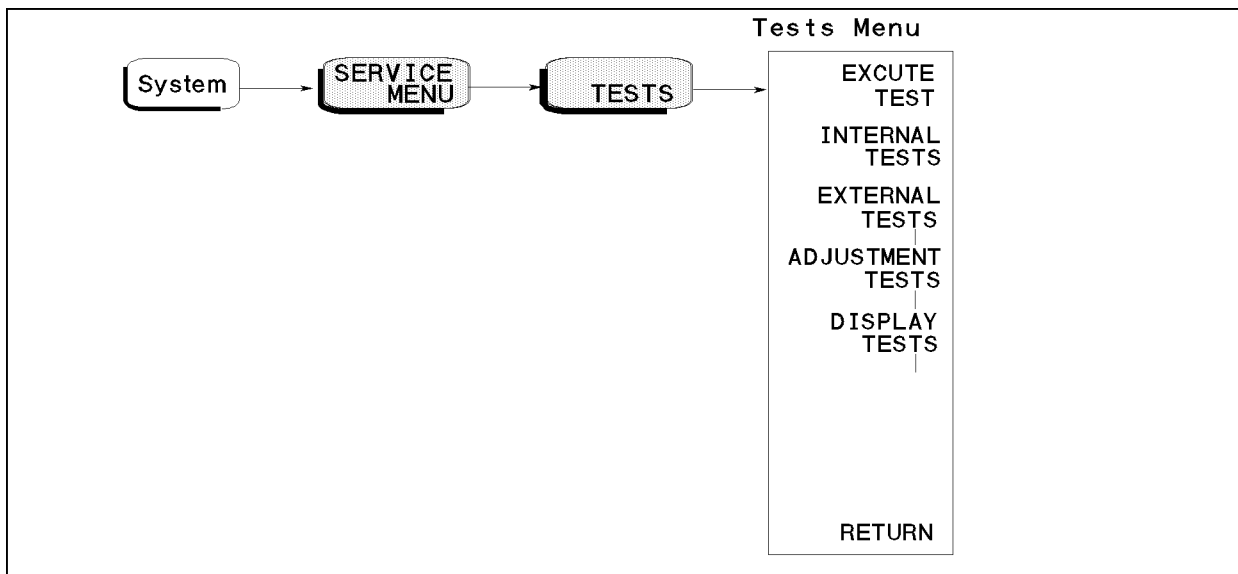 Tests Menu
System
SERVICE
MENU
TESTS
EXCUTE
TEST
INTERNAL
TESTS
EXTERNAL
TESTS
ADJUSTMENT
TESTS
DISPLAY
TESTS
RETURN